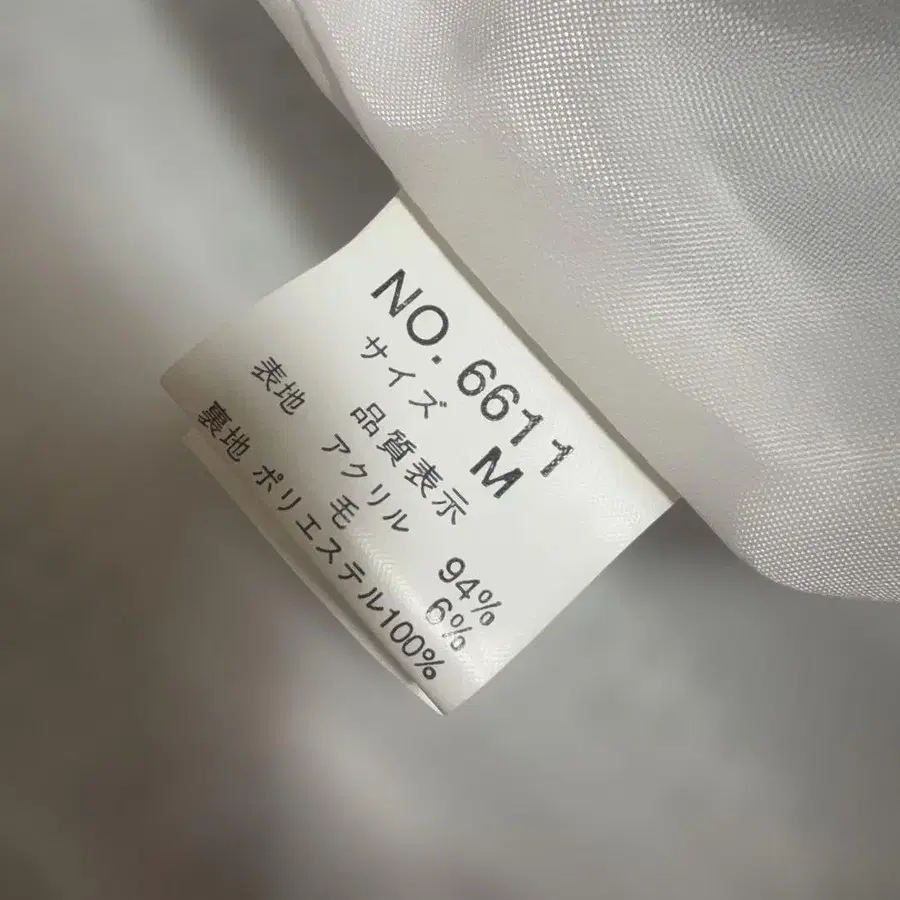 NO. 6611
サイズ M
品質表示
表地 アクリル 94%
毛 6%
裏地 ポリエステル100%